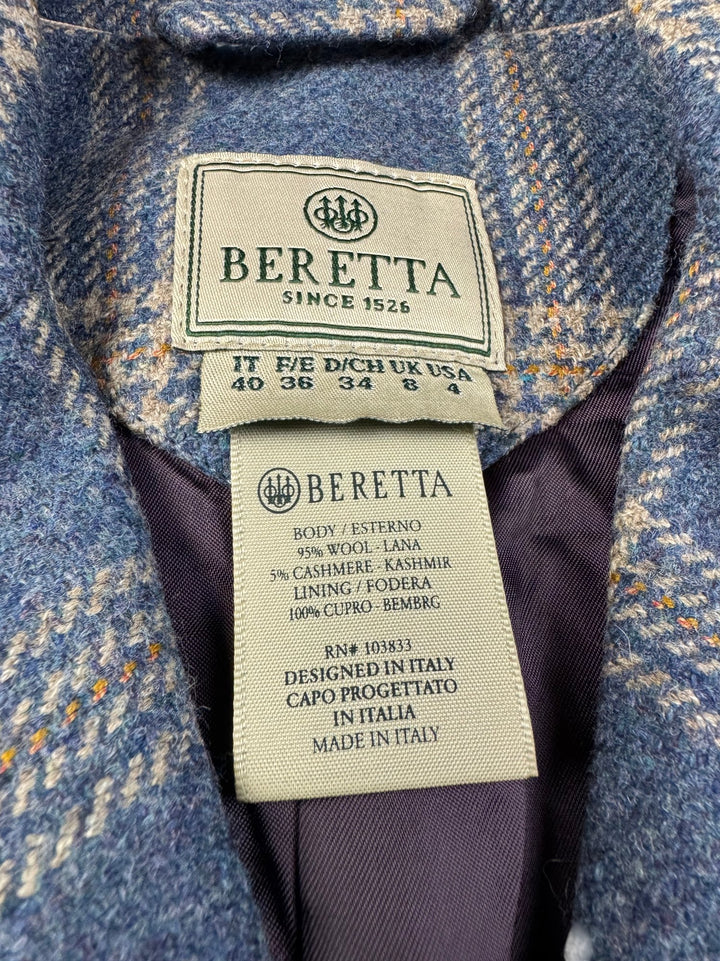 BERETTA
SINCE 1526
IT F/E D/CH UK USA
40 36 34 8 4
BERETTA
BODY / ESTERNO
95% WOOL - LANA
5% CASHMERE - KASHMIR
LINING / FODERA
100% CUPRO - BEMBRG
RN# 103833
DESIGNED IN ITALY
CAPO PROGETTATO
IN ITALIA
MADE IN ITALY